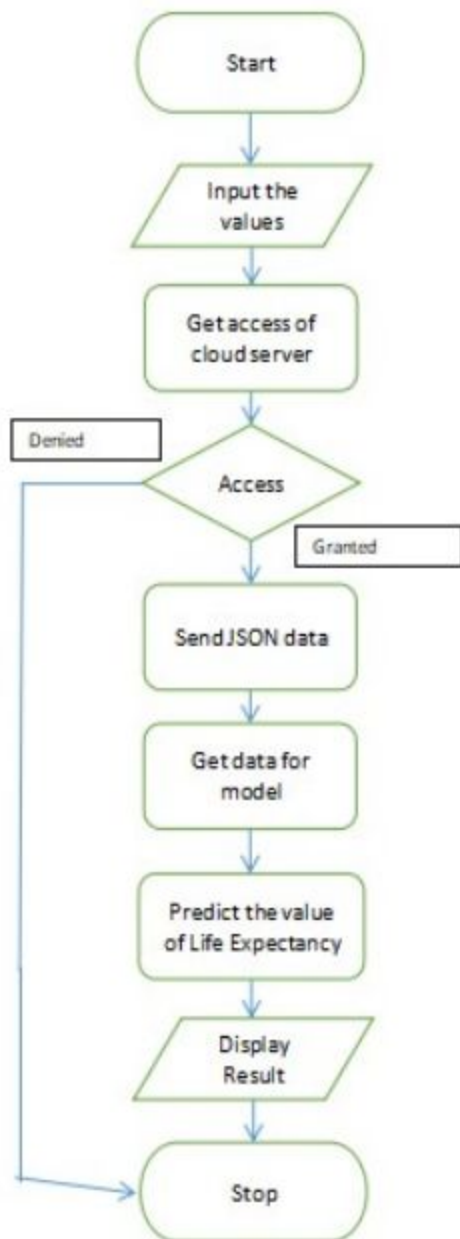 Start
Input the
values
Get access of
cloud server
Denied
Access
Granted
Send JSON data
Get data for
model
Predict the value
of Life Expectancy
Display
Result
Stop